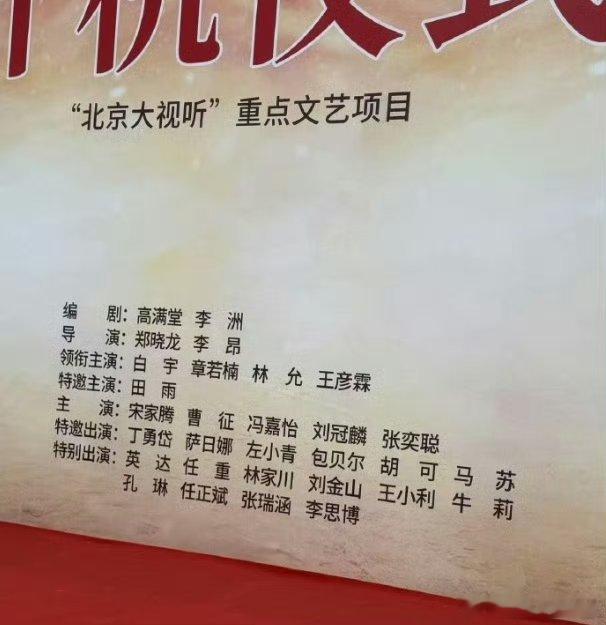 开机仪式
“北京大视听”重点文艺项目
编 剧：高满堂 李 洲
导 演：郑晓龙 李 昂
领衔主演：白 宇 章若楠 林 允 王彦霖
特邀主演：田 雨
主 演：宋家腾 曹 征 冯嘉怡 刘冠麟 张奕聪
特邀出演：丁勇岱 萨日娜 左小青 包贝尔 胡 可 马 苏
特别出演：英 达 任 重 林家川 刘金山 王小利 牛 莉
孔 琳 任正斌 张瑞涵 李思博